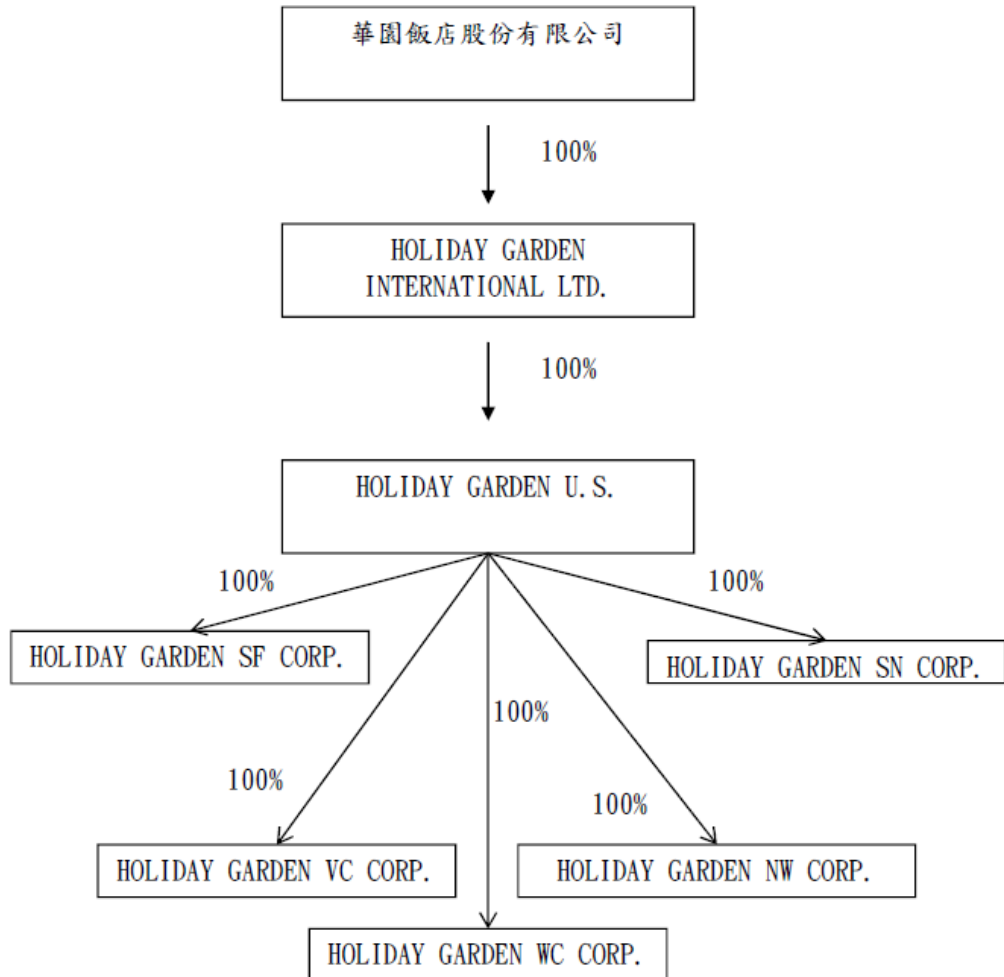 華園飯店股份有限公司
100%
HOLIDAY GARDEN
INTERNATIONAL LTD.
100%
HOLIDAY GARDEN U.S.
100%
100%
HOLIDAY GARDEN SF CORP.
HOLIDAY GARDEN SN CORP.
100%
100%
100%
HOLIDAY GARDEN VC CORP.
HOLIDAY GARDEN NW CORP.
HOLIDAY GARDEN WC CORP.